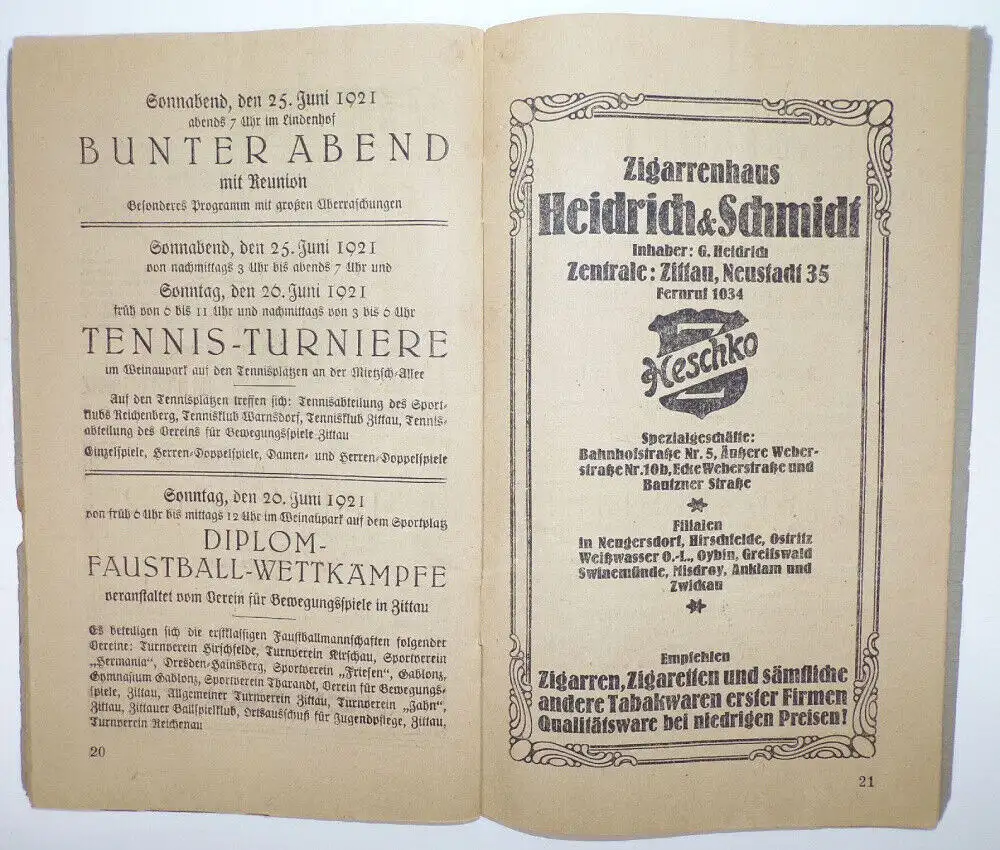 Sonnabend, den 25. Juni 1921
abends 7 Uhr im Lindenhof
BUNTER ABEND
mit Reunion
Besonderes Programm mit großen Überraschungen
Sonnabend, den 25. Juni 1921
von nachmittags 3 Uhr bis abends 7 Uhr und
Sonntag, den 26. Juni 1921
früh von 6 bis 11 Uhr und nachmittags von 3 bis 6 Uhr
TENNIS-TURNIERE
im Weinaupark auf den Tennisplätzen an der Mietzsch-Allee
Auf den Tennisplätzen treffen sich: Tennisabteilung des Sport-
klubs Reichenberg, Tennisklub Warnsdorf, Tennisklub Zittau, Tennis-
abteilung des Vereins für Bewegungsspiele Zittau
Einzelspiele, Herren-Doppelspiele, Damen- und Herren-Doppelspiele
Sonntag, den 26. Juni 1921
von früh 6 Uhr bis mittags 12 Uhr im Weinaupark auf dem Sportplatz
DIPLOM-
FAUSTBALL-WETTKÄMPFE
veranstaltet vom Verein für Bewegungsspiele in Zittau
Es beteiligen sich die erstklassigen Faustballmannschaften folgender
Vereine: Turnverein Hirschfelde, Turnverein Kirschau, Sportverein
„Hermania“, Dresden-Hainsberg, Sportverein „Friesen“, Gablonz,
Gymnasium Gablonz, Sportverein Tharandt, Verein für Bewegungs-
spiele, Zittau, Allgemeiner Turnverein Zittau, Turnverein „Jahn“,
Zittau, Zittauer Ballspielklub, Ortsausschuß für Jugendpflege, Zittau,
Turnverein Reichenau
20
Zigarrenhaus
Heidrich & Schmidt
Inhaber: G. Heidrich
Zentrale: Zittau, Neustadt 35
Fernruf 1034
Z
Heschko
Spezialgeschäfte:
Bahnhofstraße Nr. 5, Äußere Weber-
straße Nr. 10b, Ecke Weberstraße und
Bautzner Straße
Filialen
in Neugersdorf, Hirschfelde, Ostritz
Weißwasser O.-L., Oybin, Greifswald
Swinemünde, Misdroy, Anklam und
Zwickau
Empfehlen
Zigarren, Zigaretten und sämtliche
andere Tabakwaren erster Firmen
Qualitätsware bei niedrigen Preisen!
21